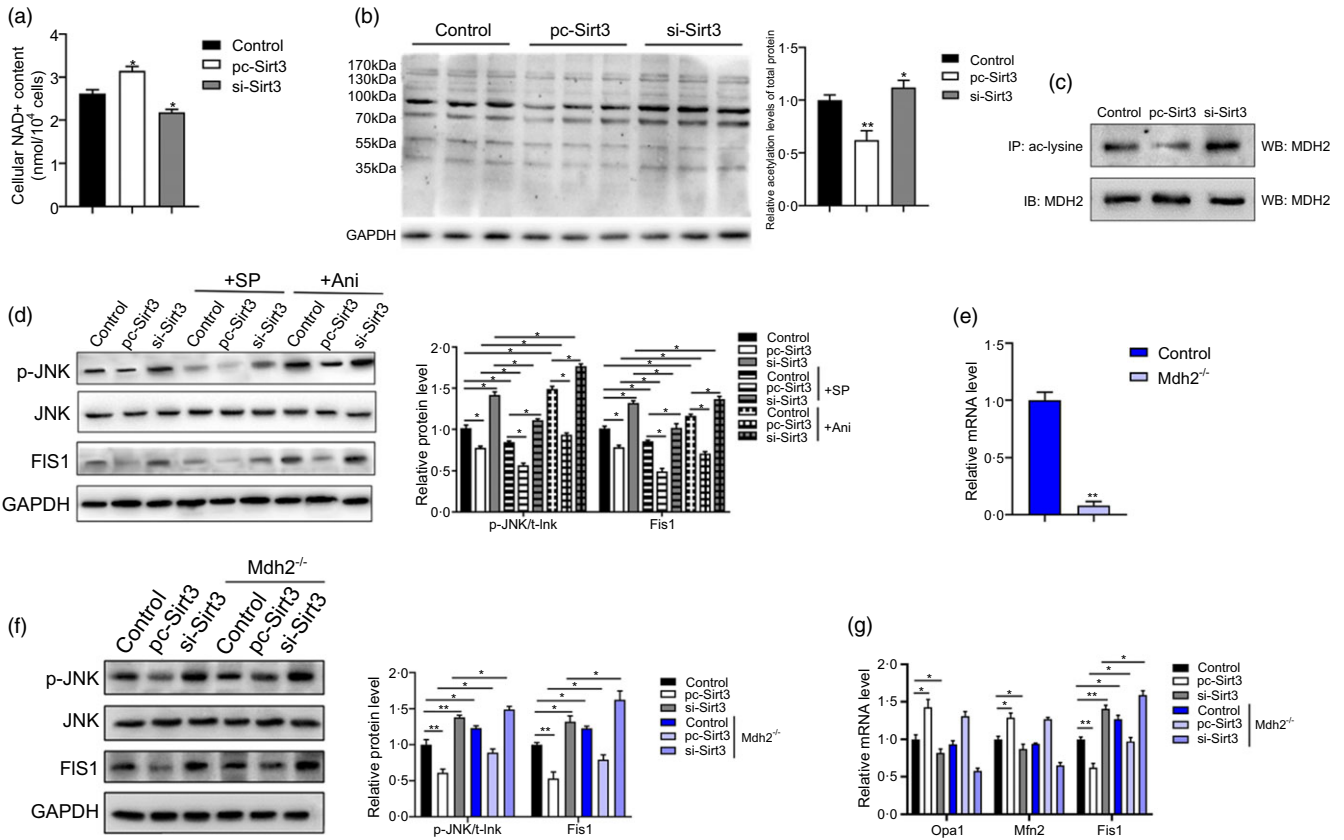 (a)
Cellular NAD+ content
(nmol/10⁴ cells)
4
3
2
1
0
*
*
Control
pc-Sirt3
si-Sirt3
(b)
Control
pc-Sirt3
si-Sirt3
170kDa
130kDa
100kDa
70kDa
55kDa
35kDa
GAPDH
Relative acetylation levels of total protein
1·5
1·0
0·5
0·0
**
*
Control
pc-Sirt3
si-Sirt3
(c)
Control pc-Sirt3 si-Sirt3
IP: ac-lysine
WB: MDH2
IB: MDH2
WB: MDH2
(d)
+SP
+Ani
Control
pc-Sirt3
si-Sirt3
Control
pc-Sirt3
si-Sirt3
Control
pc-Sirt3
si-Sirt3
p-JNK
JNK
FIS1
GAPDH
Relative protein level
2·0
1·5
1·0
0·5
0·0
p-JNK/t-lnk
Fis1
Control
pc-Sirt3
si-Sirt3
Control
pc-Sirt3
si-Sirt3
+SP
Control
pc-Sirt3
si-Sirt3
+Ani
(e)
Relative mRNA level
1·5
1·0
0·5
0·0
**
Control
Mdh2⁻/⁻
(f)
Mdh2⁻/⁻
Control
pc-Sirt3
si-Sirt3
Control
pc-Sirt3
si-Sirt3
p-JNK
JNK
FIS1
GAPDH
Relative protein level
2·0
1·5
1·0
0·5
0·0
p-JNK/t-lnk
Fis1
Control
pc-Sirt3
si-Sirt3
Control
pc-Sirt3
si-Sirt3
Mdh2⁻/⁻
(g)
Relative mRNA level
2·0
1·5
1·0
0·5
0·0
Opa1
Mfn2
Fis1
Control
pc-Sirt3
si-Sirt3
Control
pc-Sirt3
si-Sirt3
Mdh2⁻/⁻